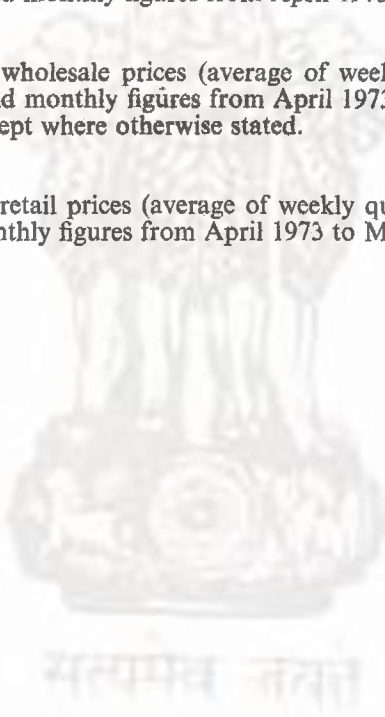 wholesale prices (average of weel
d monthly figures from April 1973
ept where otherwise stated.
retail prices (average of weekly qu
nthly figures from April 1973 to M
सत्यमेव जयते